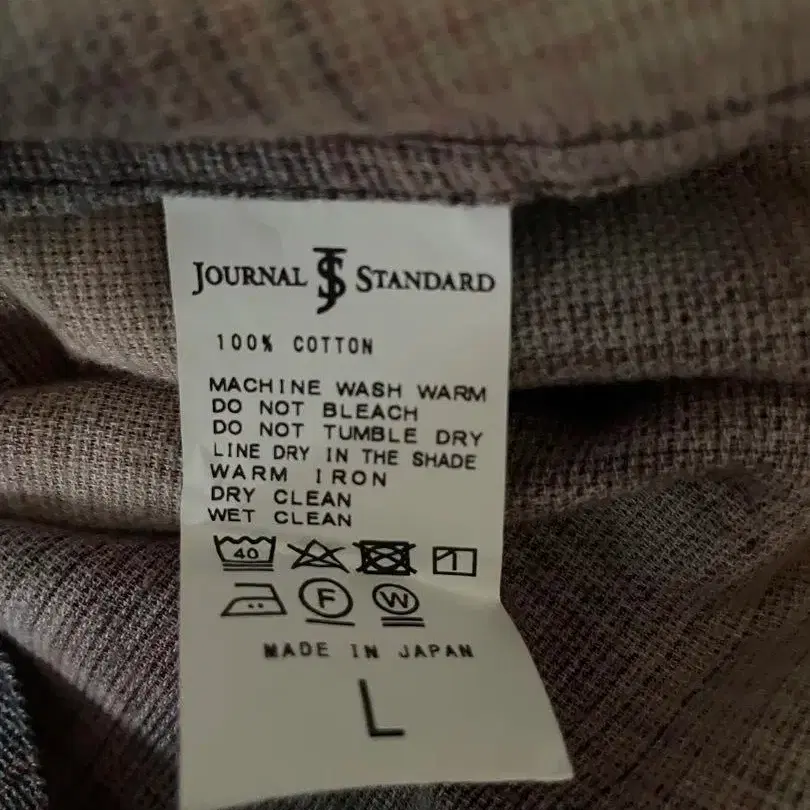 JOURNAL JS STANDARD
100% COTTON
MACHINE WASH WARM
DO NOT BLEACH
DO NOT TUMBLE DRY
LINE DRY IN THE SHADE
WARM IRON
DRY CLEAN
WET CLEAN
40
F W
MADE IN JAPAN
L